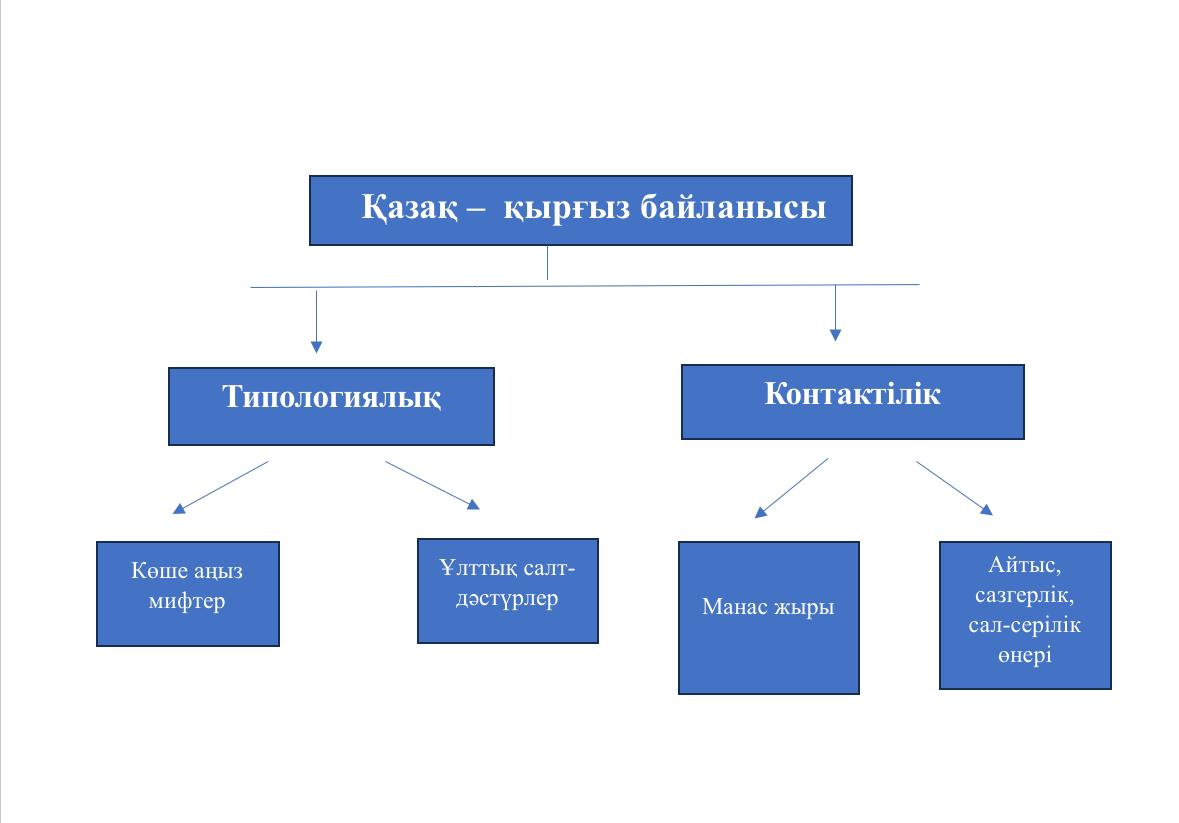 Қазақ – қырғыз байланысы
Типологиялық
Контактілік
Көше аңыз
мифтер
Ұлттық салт-
дәстүрлер
Манас жыры
Айтыс,
сазгерлік,
сал-серілік
өнері